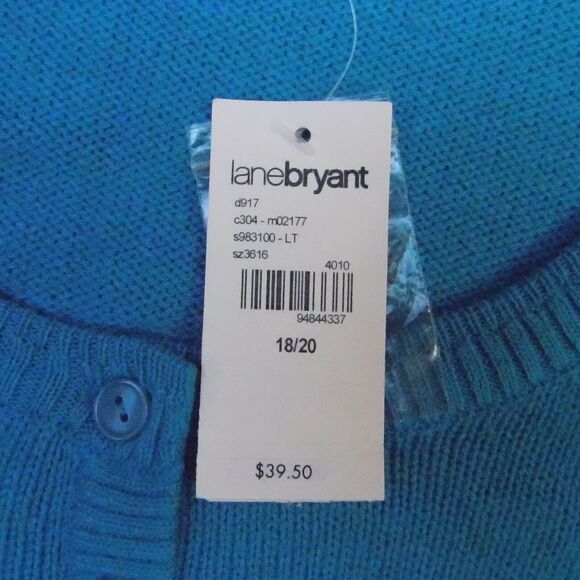 lanebryant
d917
c304 - m02177
s983100 - LT
sz3616
4010
94844337
18/20
$39.50